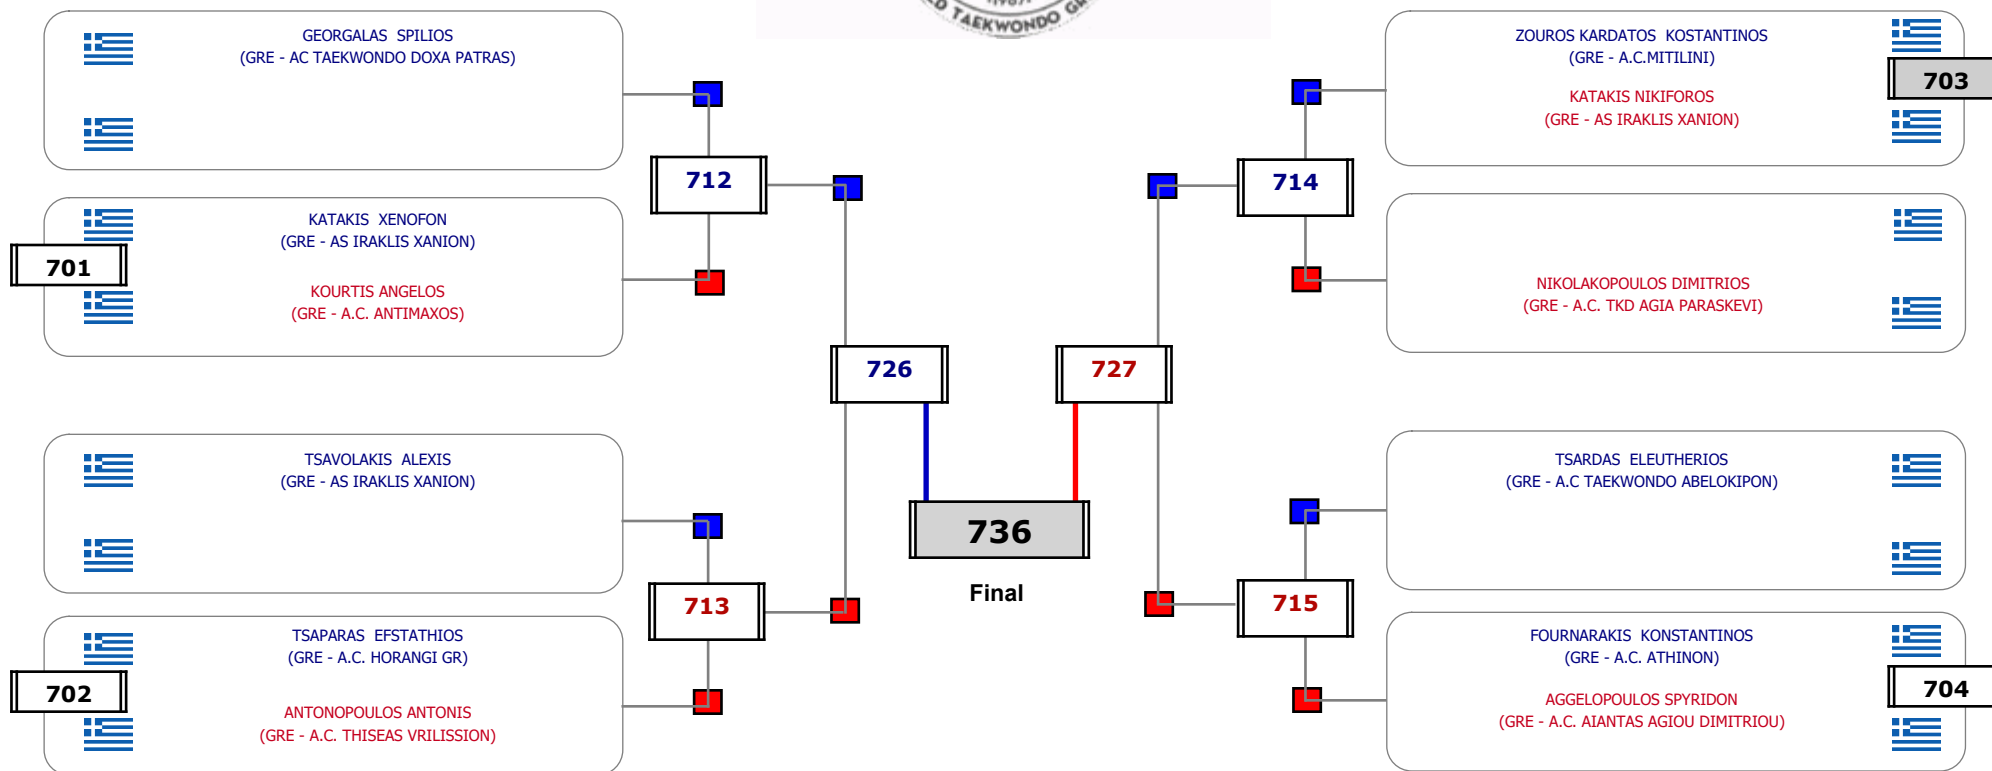 D TAEKWONDO G
GEORGALAS SPILIOS
(GRE - AC TAEKWONDO DOXA PATRAS)
712
KATAKIS XENOFON
(GRE - AS IRAKLIS XANION)
701
KOURTIS ANGELOS
(GRE - A.C. ANTIMAXOS)
726
TSAVOLAKIS ALEXIS
(GRE - AS IRAKLIS XANION)
713
TSAPARAS EFSTATHIOS
(GRE - A.C. HORANGI GR)
702
ANTONOPOULOS ANTONIS
(GRE - A.C. THISEAS VRILISSION)
736
Final
ZOUROS KARDATOS KOSTANTINOS
(GRE - A.C.MITILINI)
703
KATAKIS NIKIFOROS
(GRE - AS IRAKLIS XANION)
714
NIKOLAKOPOULOS DIMITRIOS
(GRE - A.C. TKD AGIA PARASKEVI)
727
TSARDAS ELEUTHERIOS
(GRE - A.C TAEKWONDO ABELOKIPON)
715
FOURNARAKIS KONSTANTINOS
(GRE - A.C. ATHINON)
704
AGGELOPOULOS SPYRIDON
(GRE - A.C. AIANTAS AGIOU DIMITRIOU)